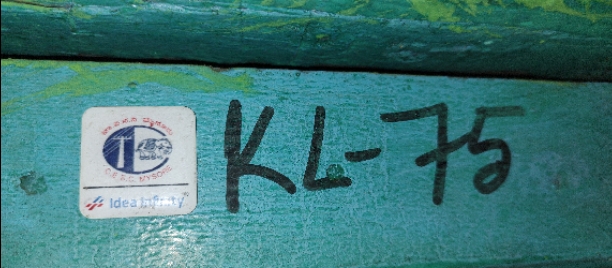 C.E.S.C. MYSORE
Idea Infinity
KL-75